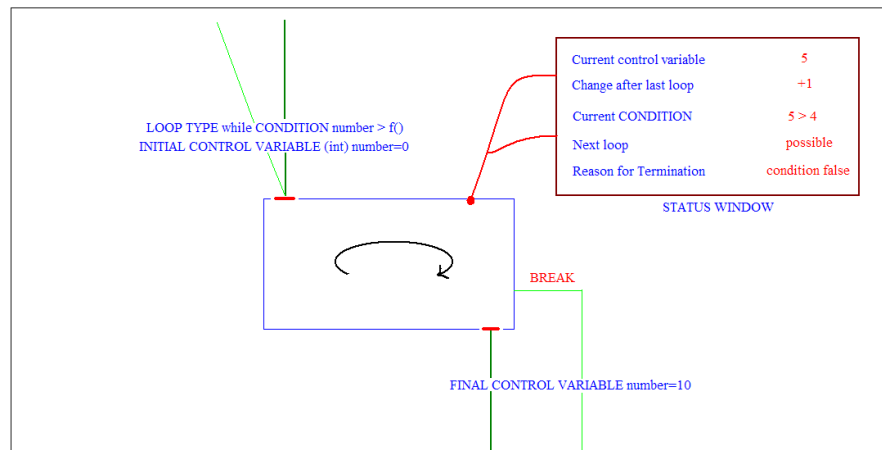 LOOP TYPE while CONDITION number > f()
INITIAL CONTROL VARIABLE (int) number=0
Current control variable 5
Change after last loop +1
Current CONDITION 5 > 4
Next loop possible
Reason for Termination condition false
STATUS WINDOW
BREAK
FINAL CONTROL VARIABLE number=10